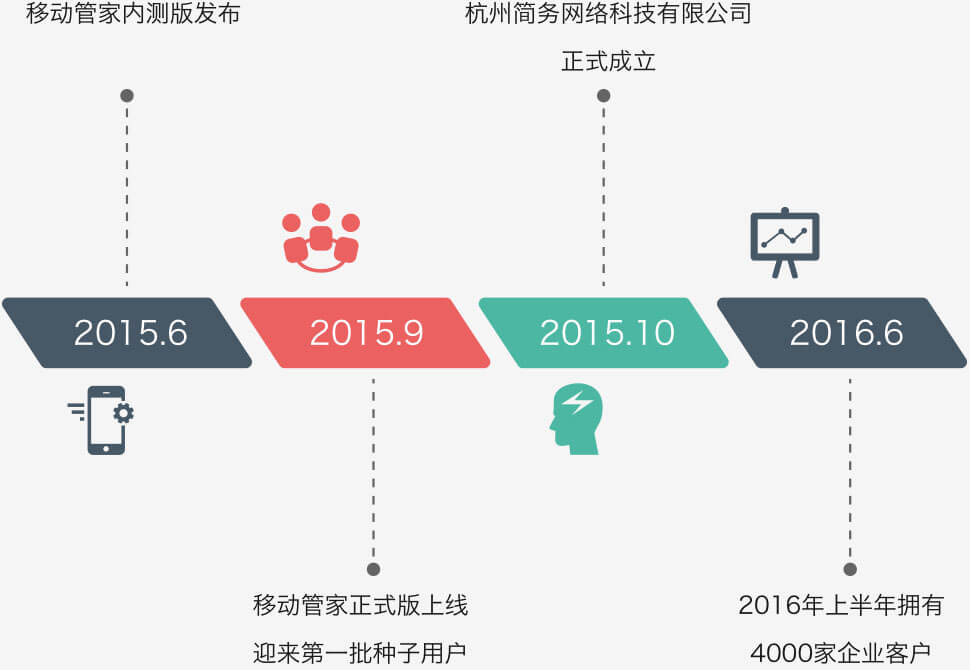 移动管家内测版发布
杭州简务网络科技有限公司
正式成立
2015.6
2015.9
2015.10
2016.6
移动管家正式版上线
迎来第一批种子用户
2016年上半年拥有
4000家企业客户